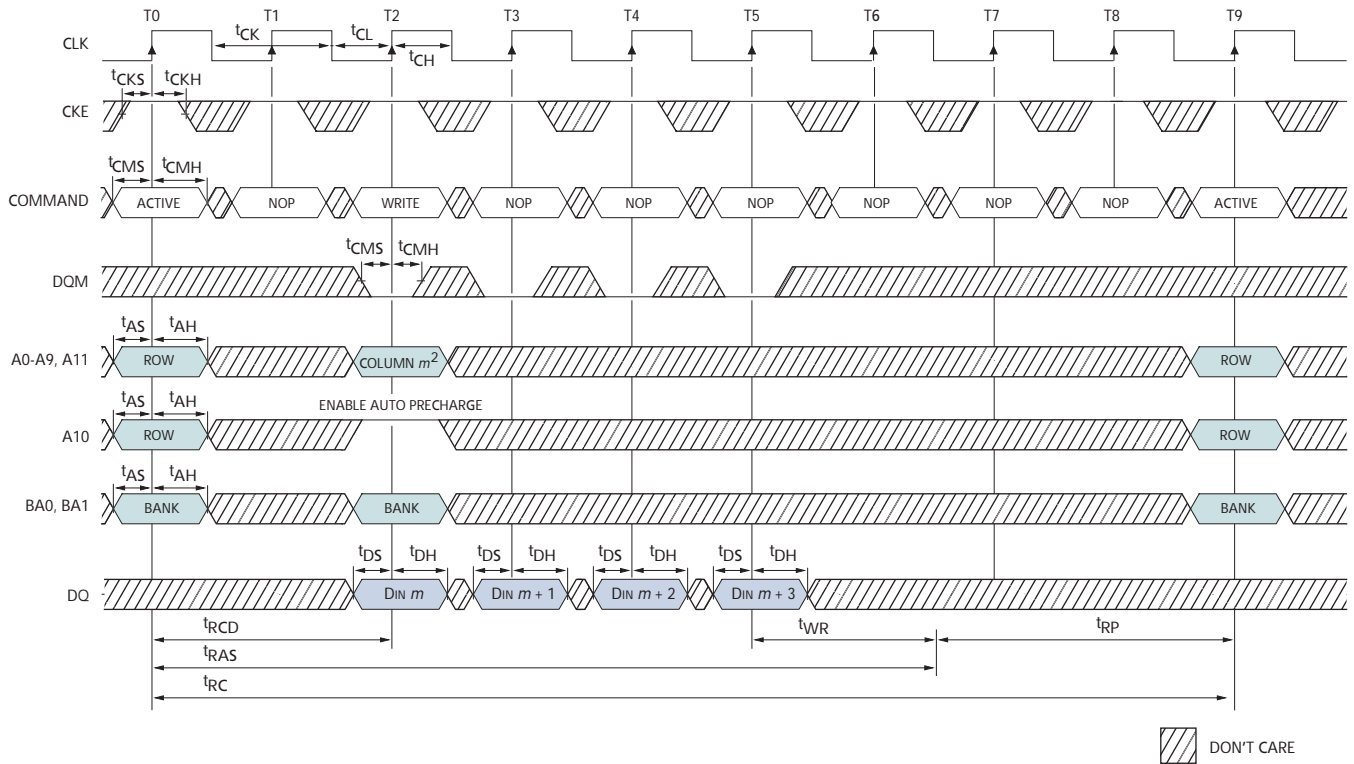 T0 T1 T2 T3 T4 T5 T6 T7 T8 T9
CLK tCK tCL tCH
tCKS tCKH
CKE
tCMS tCMH
COMMAND ACTIVE NOP WRITE NOP NOP NOP NOP NOP NOP ACTIVE
tCMS tCMH
DQM
tAS tAH
A0-A9, A11 ROW COLUMN m² ROW
ENABLE AUTO PRECHARGE
tAS tAH
A10 ROW ROW
tAS tAH
BA0, BA1 BANK BANK BANK
tDS tDH tDS tDH tDS tDH tDS tDH
DQ DIN m DIN m + 1 DIN m + 2 DIN m + 3
tRCD tWR tRP
tRAS
tRC
DON'T CARE